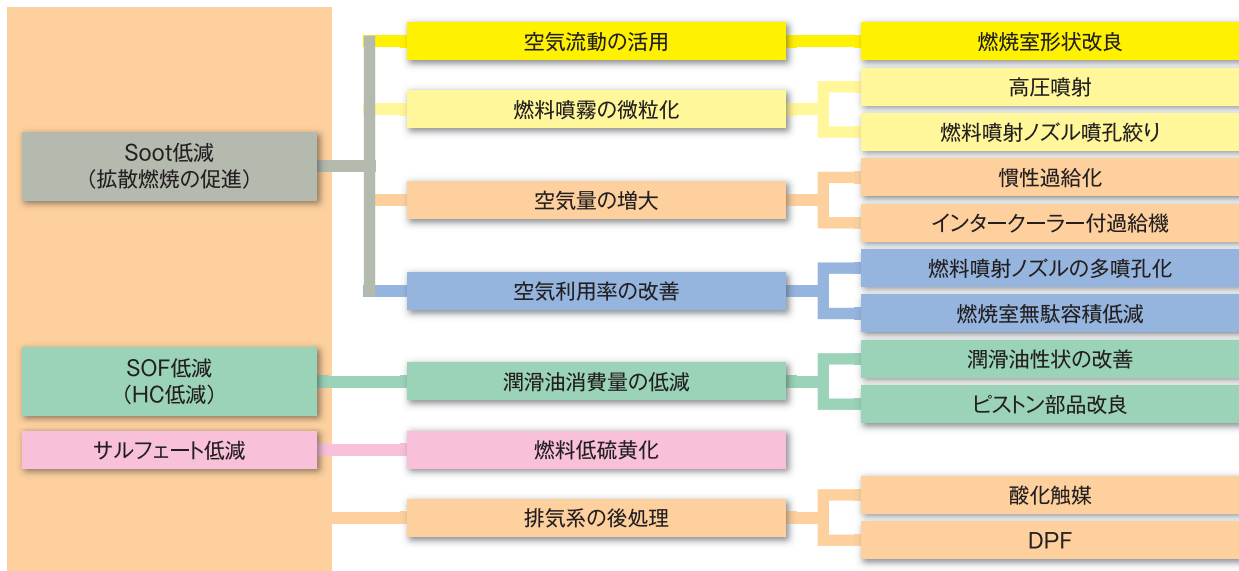 Soot低減
（拡散燃焼の促進）
空気流動の活用
燃焼室形状改良
燃料噴霧の微粒化
高圧噴射
燃料噴射ノズル噴孔絞り
空気量の増大
慣性過給化
インタークーラー付過給機
空気利用率の改善
燃料噴射ノズルの多噴孔化
燃焼室無駄容積低減
SOF低減
（HC低減）
潤滑油消費量の低減
潤滑油性状の改善
ピストン部品改良
サルフェート低減
燃料低硫黄化
排気系の後処理
酸化触媒
DPF